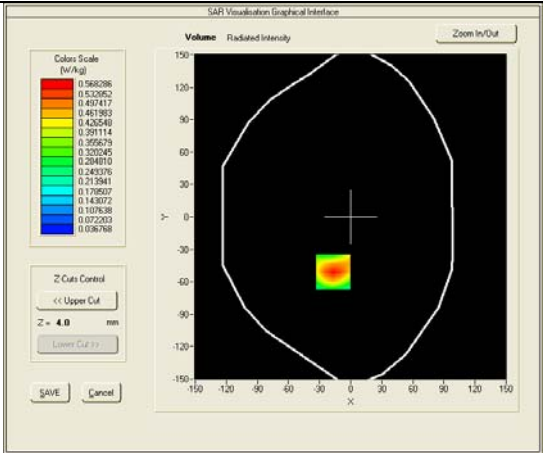 SAR Visualisation Graphical Interface
Volume Radiated Intensity
Zoom In/Out
Colors Scale
(W/kg)
0.568286
0.532852
0.497417
0.461983
0.426548
0.391114
0.355679
0.320245
0.284810
0.249376
0.213941
0.178507
0.143072
0.107638
0.072203
0.036768
Z-Cuts Control
<< Upper Cut
Z = 4.0 mm
Lower Cut >>
SAVE
Cancel
150
120
90
60
30
0
-30
-60
-90
-120
-150
Y
-150 -120 -90 -60 -30 0 30 60 90 120 150
X